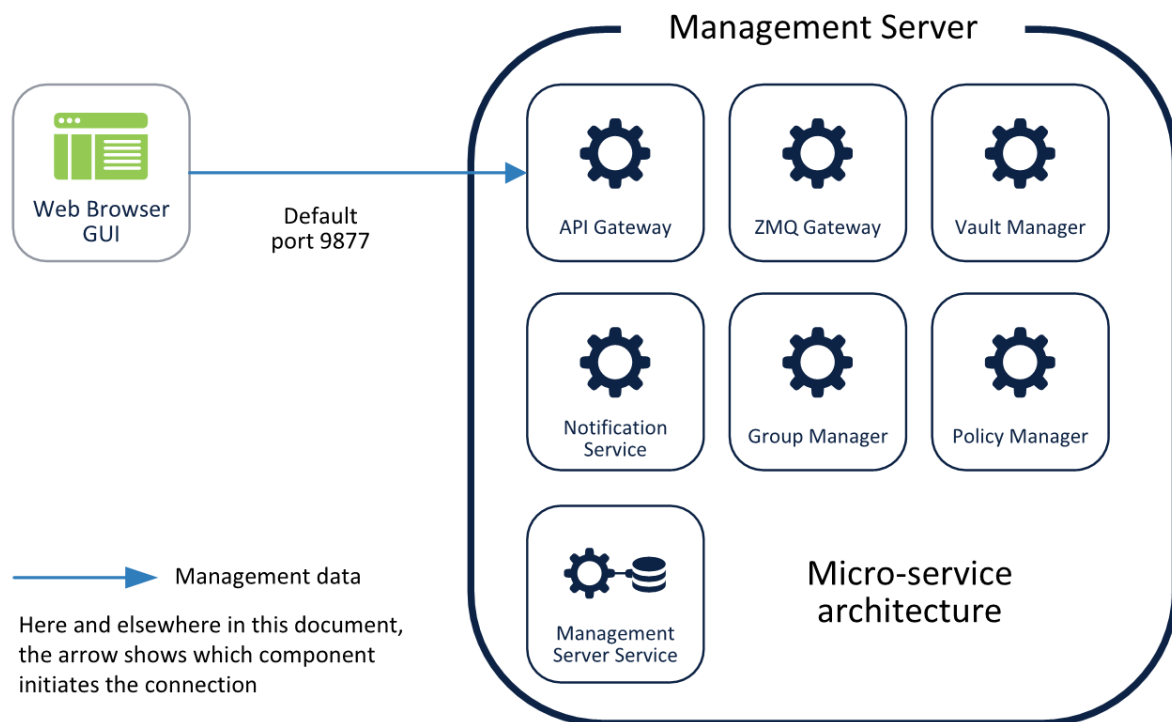 Management Server
Web Browser
GUI
Default
port 9877
API Gateway
ZMQ Gateway
Vault Manager
Notification
Service
Group Manager
Policy Manager
Management
Server Service
Micro-service
architecture
Management data
Here and elsewhere in this document,
the arrow shows which component
initiates the connection